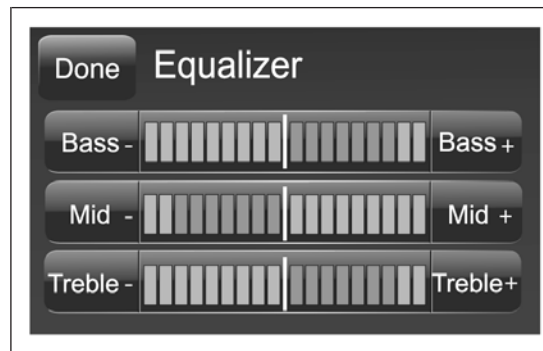 Done Equalizer
Bass - Bass +
Mid - Mid +
Treble - Treble+